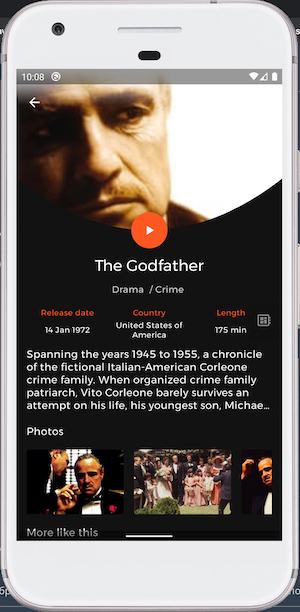 10:08
The Godfather
Drama / Crime
Release date Country Length
14 Jan 1972 United States of America 175 min
Spanning the years 1945 to 1955, a chronicle
of the fictional Italian-American Corleone
crime family. When organized crime family
patriarch, Vito Corleone barely survives an
attempt on his life, his youngest son, Michae...
Photos
More like this